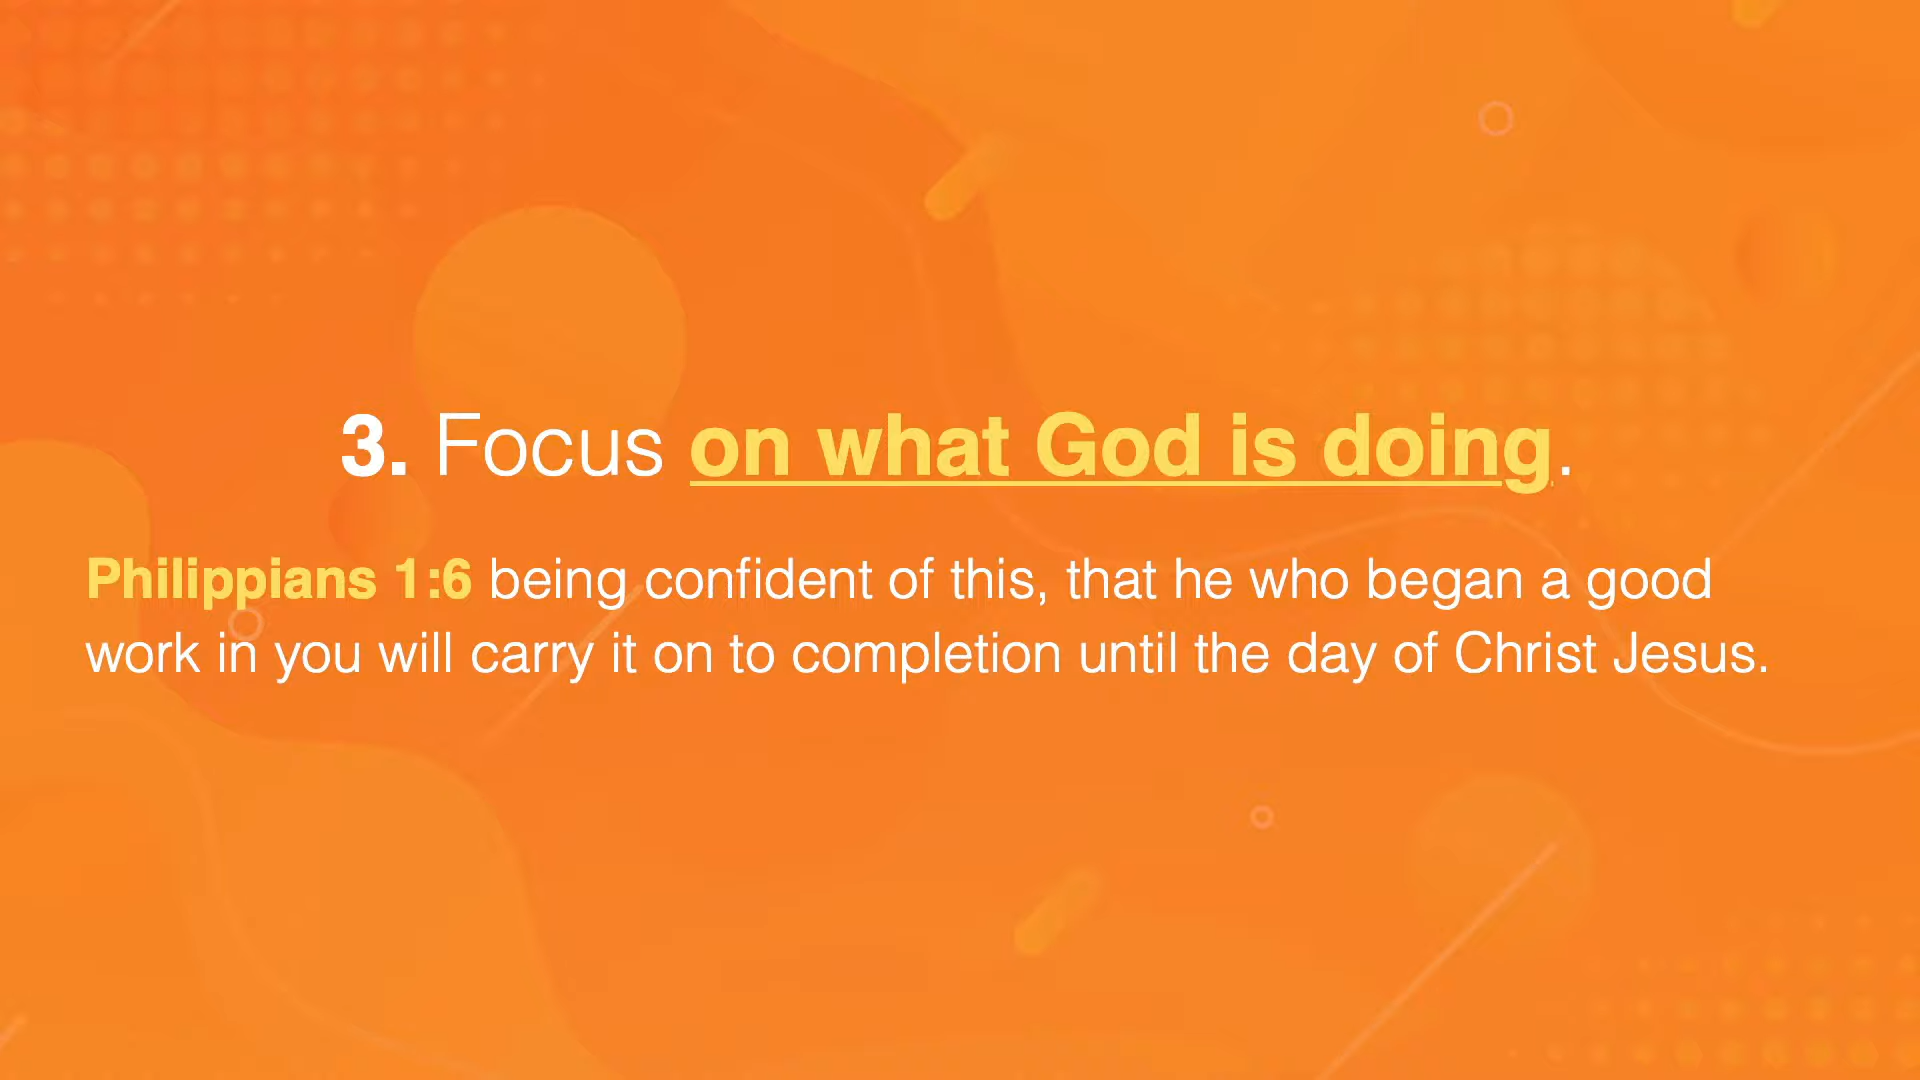 3. Focus on what God is doing.
Philippians 1:6 being confident of this, that he who began a good
work in you will carry it on to completion until the day of Christ Jesus.